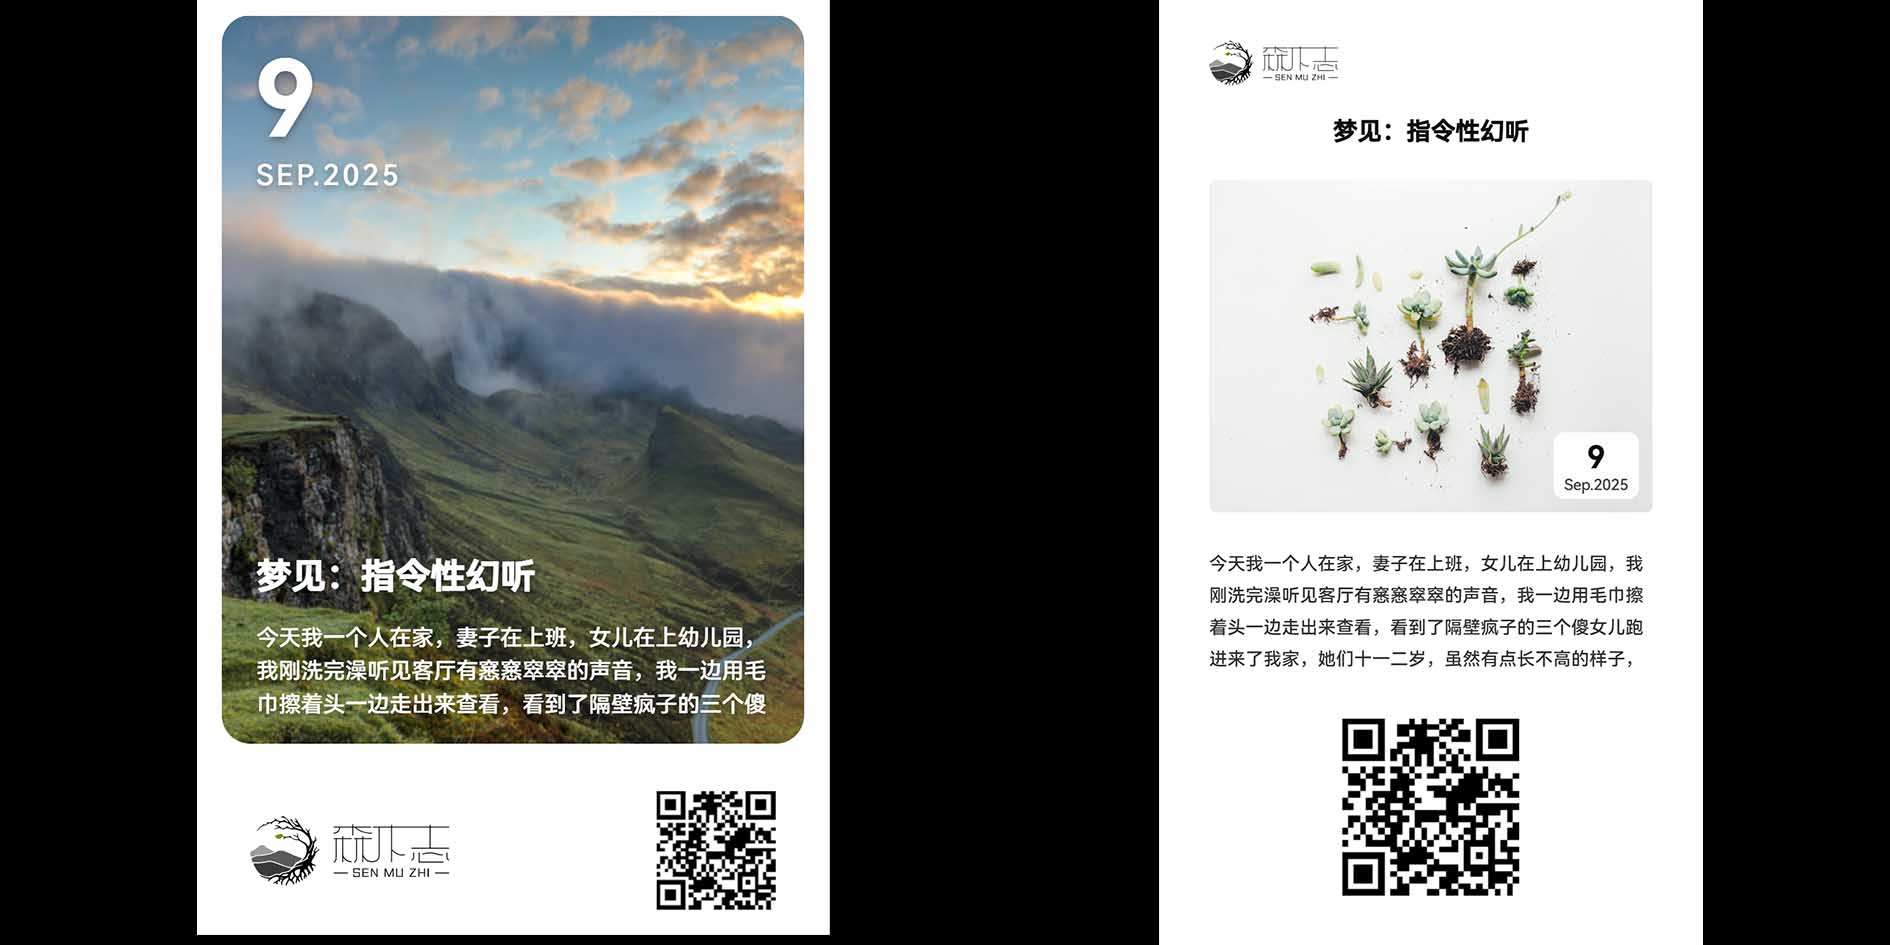 9
SEP.2025
梦见：指令性幻听
今天我一个人在家，妻子在上班，女儿在上幼儿园，
我刚洗完澡听见客厅有窸窸窣窣的声音，我一边用毛
巾擦着头一边走出来查看，看到了隔壁疯子的三个傻
森木志
SEN MU ZHI
森木志
SEN MU ZHI
梦见：指令性幻听
9
Sep.2025
今天我一个人在家，妻子在上班，女儿在上幼儿园，我
刚洗完澡听见客厅有窸窸窣窣的声音，我一边用毛巾擦
着头一边走出来查看，看到了隔壁疯子的三个傻女儿跑
进来了我家，她们十一二岁，虽然有点长不高的样子，